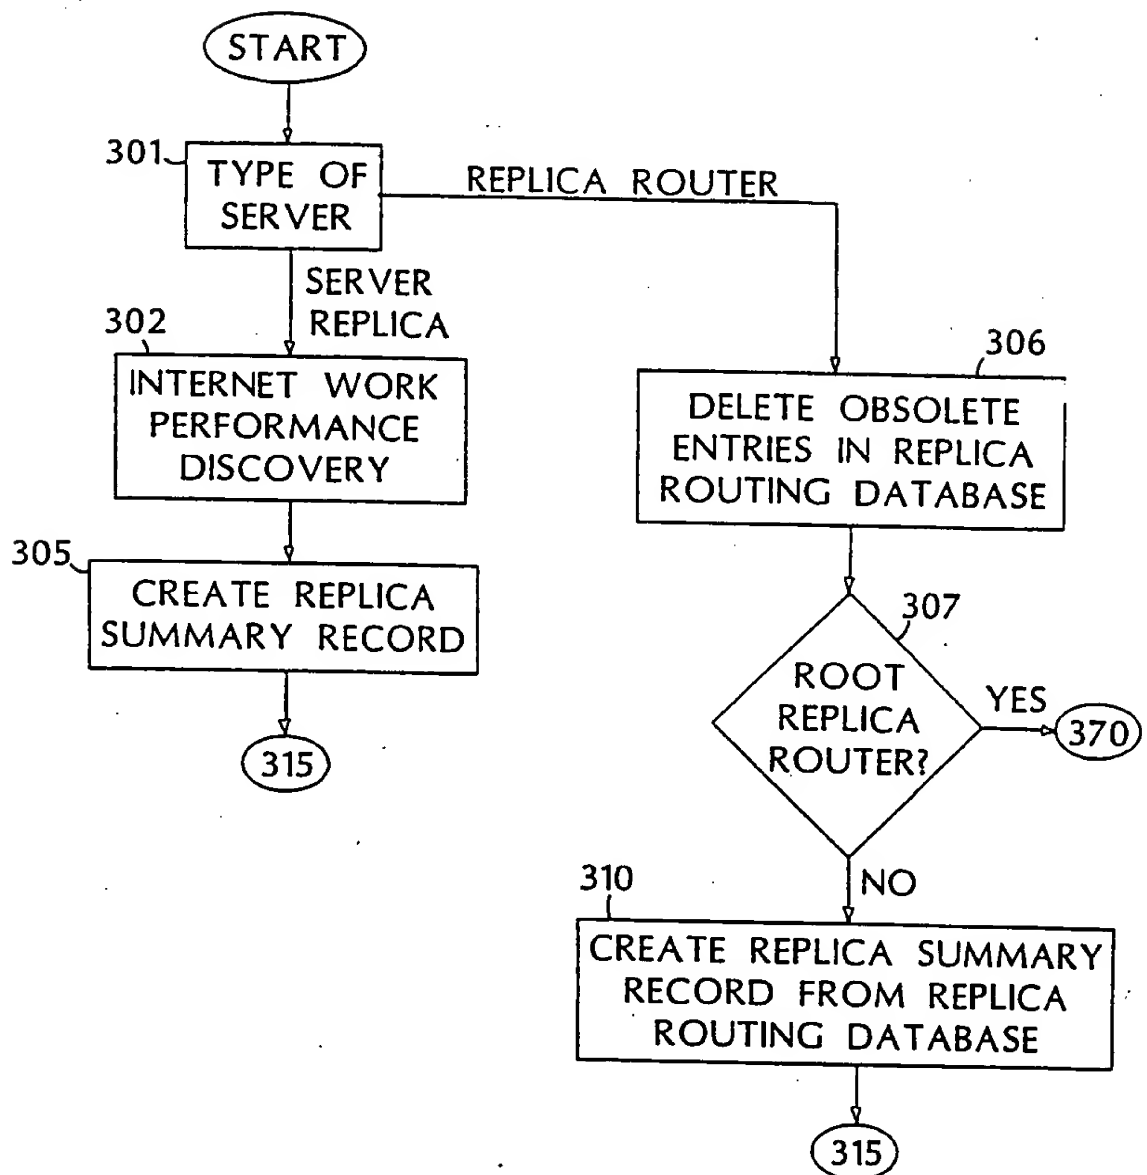 START
301
TYPE OF
SERVER
REPLICA ROUTER
SERVER
REPLICA
302
INTERNET WORK
PERFORMANCE
DISCOVERY
305
CREATE REPLICA
SUMMARY RECORD
315
306
DELETE OBSOLETE
ENTRIES IN REPLICA
ROUTING DATABASE
307
ROOT
REPLICA
ROUTER?
YES
370
NO
310
CREATE REPLICA SUMMARY
RECORD FROM REPLICA
ROUTING DATABASE
315